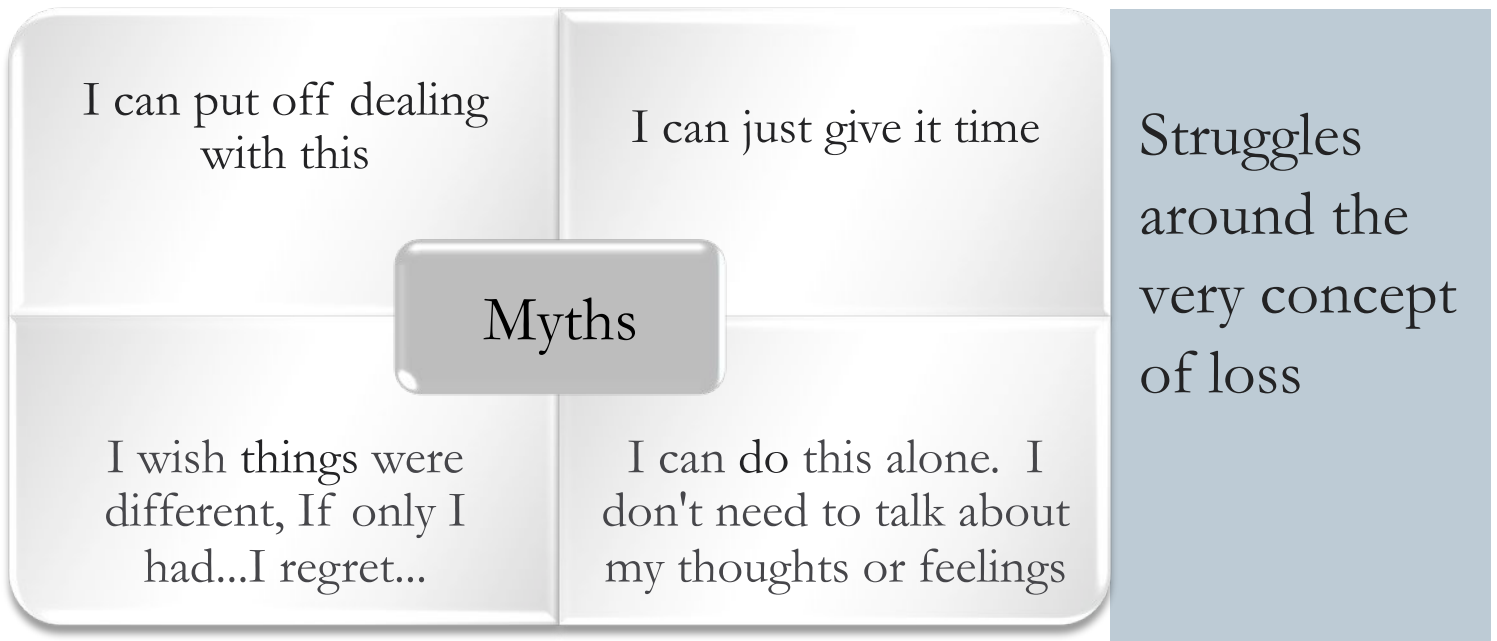 I can put off dealing
with this
I can just give it time
Myths
I wish things were
different, If only I
had...I regret...
I can do this alone.  I
don't need to talk about
my thoughts or feelings
Struggles
around the
very concept
of loss